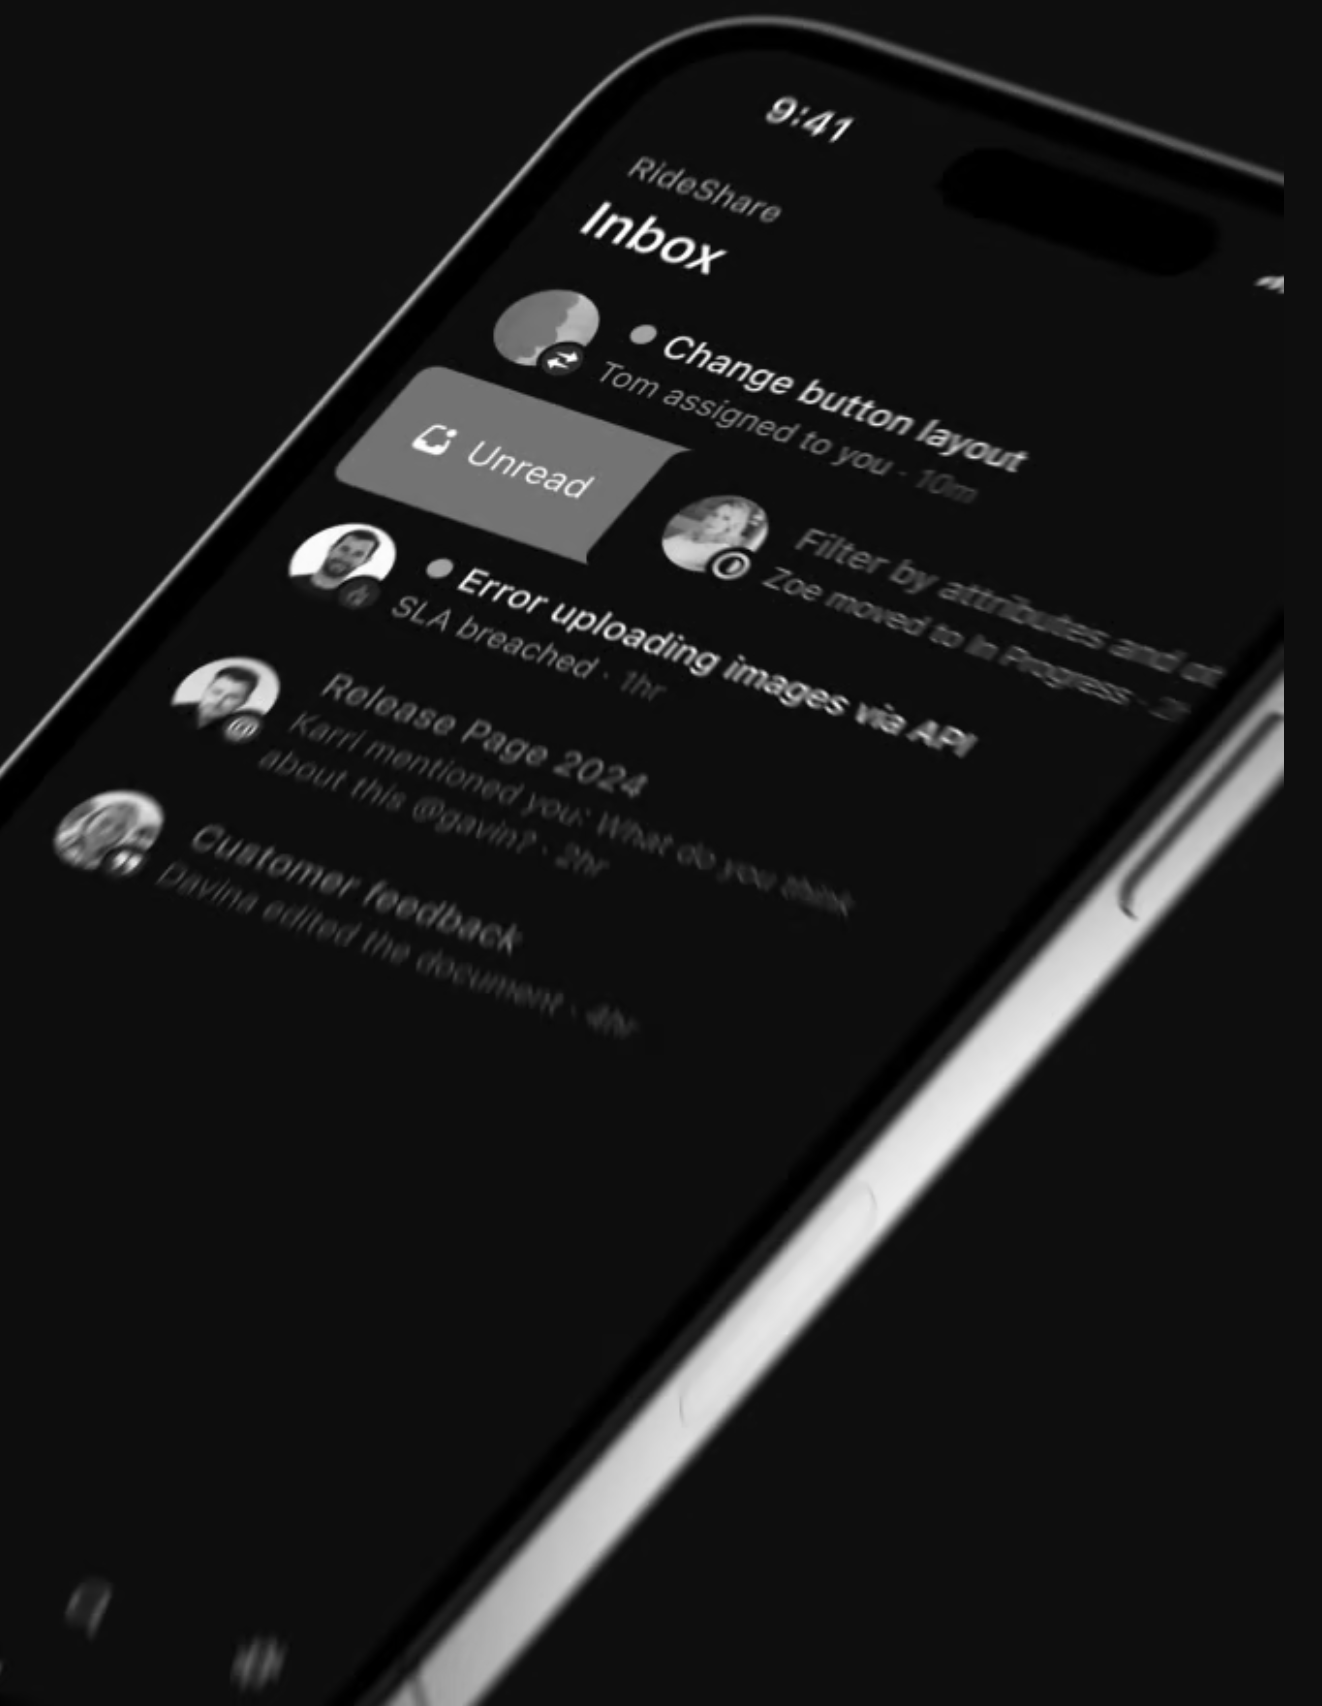 9:41
RideShare
Inbox
Change button layout
Tom assigned to you · 10m
Unread
Filter by attributes and
Zoe moved to In Progress ·
Error uploading images via API
SLA breached · 1hr
Release Page 2024
Karri mentioned you: What do you think
about this @gavin? · 2hr
Customer feedback
Davina edited the document · 4hr